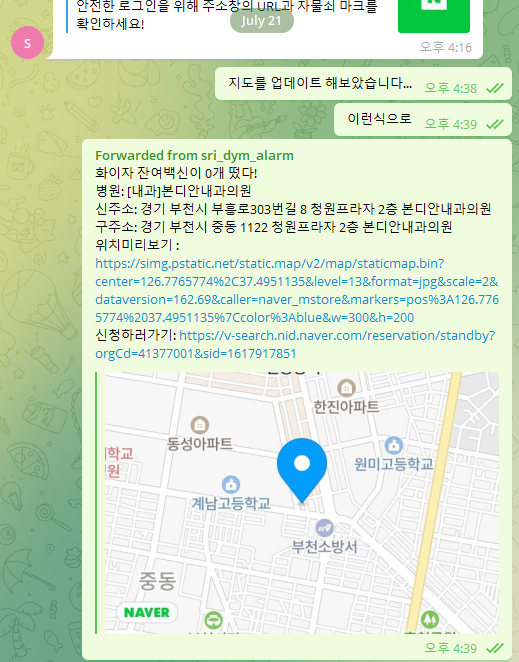 안전한 로그인을 위해 주소창의 URL과 자물쇠 마크를
확인하세요!
July 21
N
S
오후 4:16
지도를 업데이트 해보았습니다...
오후 4:38
이런식으로
오후 4:39
Forwarded from sri_dym_alarm
화이자 잔여백신이 0개 떴다!
병원: [내과]본디안내과의원
신주소: 경기 부천시 부흥로303번길 8 청원프라자 2층 본디안내과의원
구주소: 경기 부천시 중동 1122 청원프라자 2층 본디안내과의원
위치미리보기 :
https://simg.pstatic.net/static.map/v2/map/staticmap.bin?
center=126.7765774%2C37.4951135&level=13&format=jpg&scale=2&
dataversion=162.69&caller=naver_mstore&markers=pos%3A126.776
5774%2037.4951135%7Ccolor%3Ablue&w=300&h=200
신청하러가기: https://v-search.nid.naver.com/reservation/standby?
orgCd=41377001&sid=1617917851
한진아파트
동성아파트
학교
원
원미고등학교
계남고등학교
부천소방서
중동
NAVER
오후 4:39